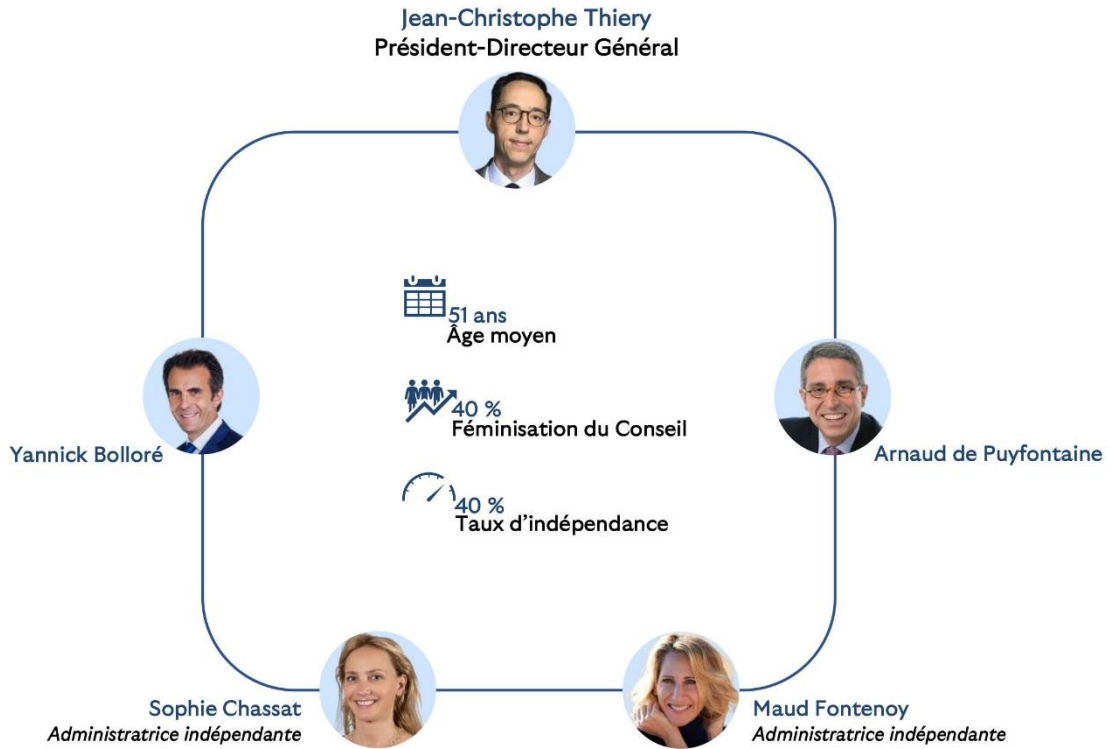 Jean-Christophe Thiery
Président-Directeur Général
51 ans
Âge moyen
40 %
Féminisation du Conseil
Yannick Bolloré
Arnaud de Puyfontaine
40 %
Taux d’indépendance
Sophie Chassat
Administratrice indépendante
Maud Fontenoy
Administratrice indépendante